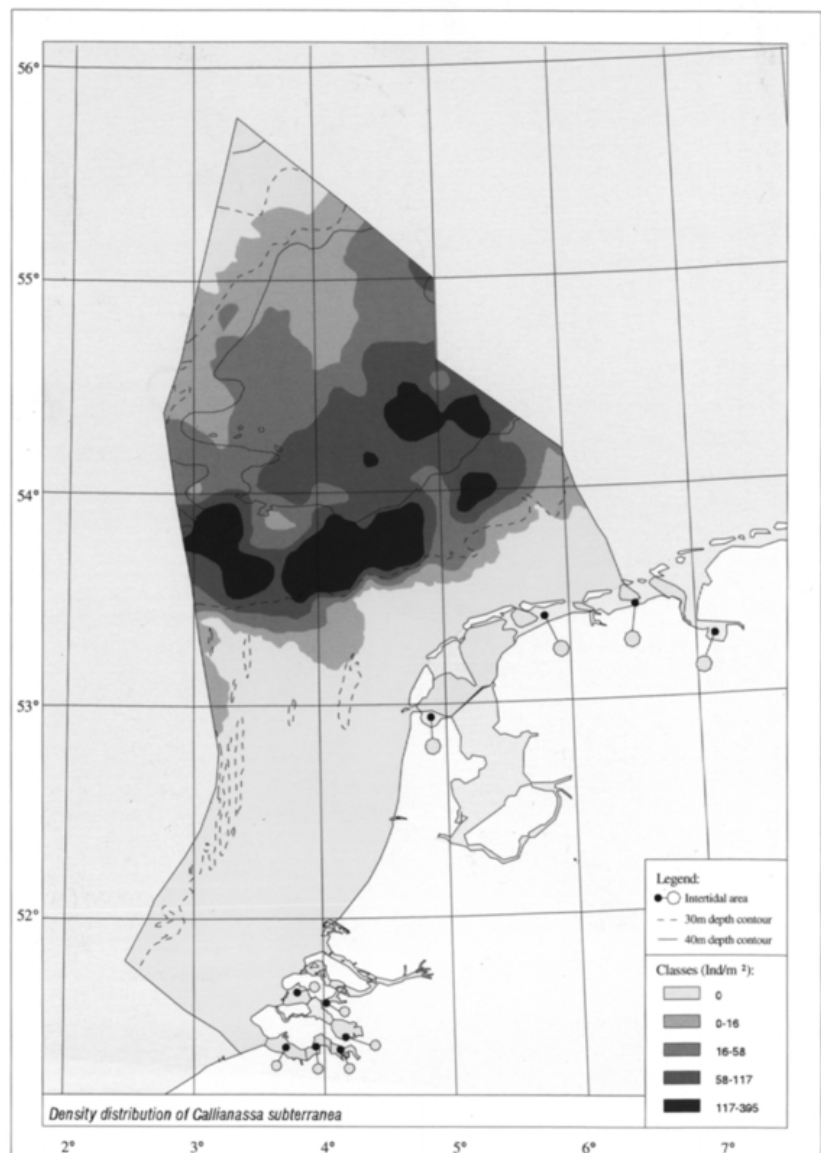 56°
55°
54°
53°
52°
Legend:
Intertidal area
30m depth contour
40m depth contour
Classes (Ind/m ²):
0
0-16
16-58
58-117
117-395
Density distribution of Callianassa subterranea
2° 3° 4° 5° 6° 7°